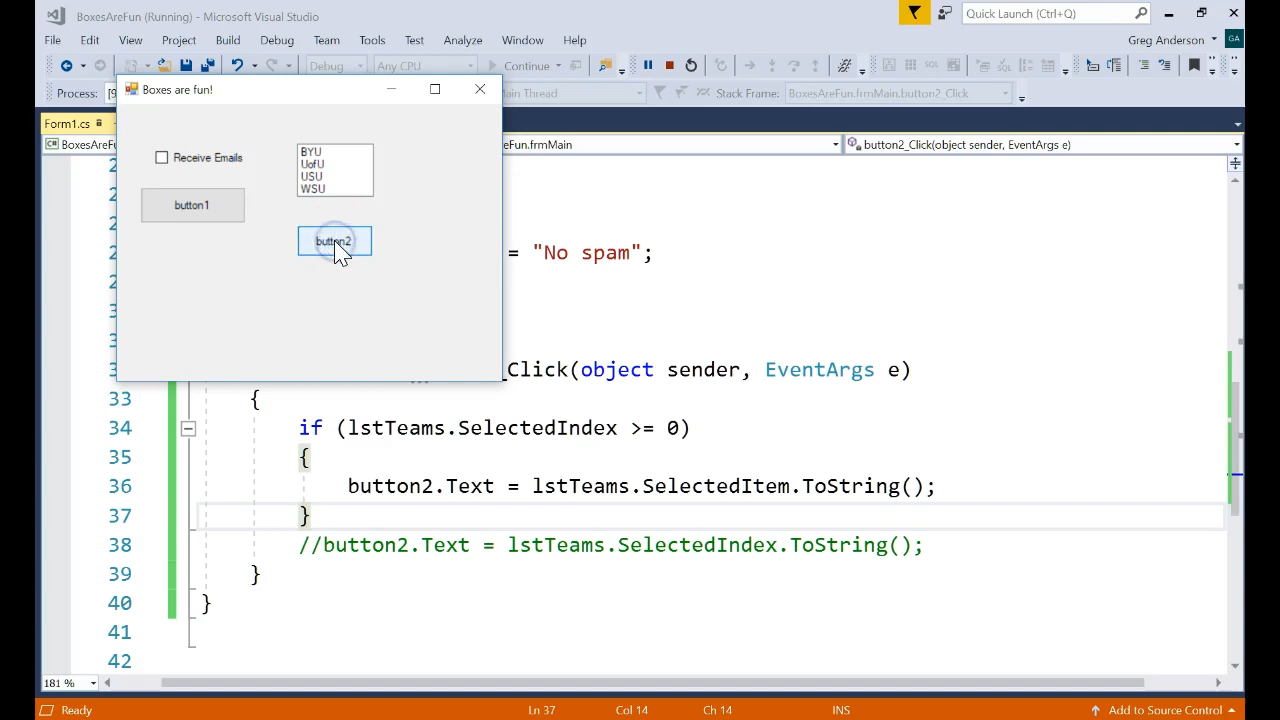 BoxesAreFun (Running) - Microsoft Visual Studio
Quick Launch (Ctrl+Q)
File Edit View Project Build Debug Team Tools Test Analyze Window Help
Greg Anderson GA
Debug Any CPU Continue
Process: [9 Main Thread Stack Frame: BoxesAreFun.frmMain.button2_Click
Boxes are fun!
Form1.cs
BoxesAreFu eFun.frmMain button2_Click(object sender, EventArgs e)
Receive Emails
BYU
UofU
USU
WSU
button1
button2
= "No spam";
_Click(object sender, EventArgs e)
33 {
34 if (lstTeams.SelectedIndex >= 0)
35 {
36 button2.Text = lstTeams.SelectedItem.ToString();
37 }
38 //button2.Text = lstTeams.SelectedIndex.ToString();
39 }
40 }
41
42
181 %
Ready Ln 37 Col 14 Ch 14 INS Add to Source Control